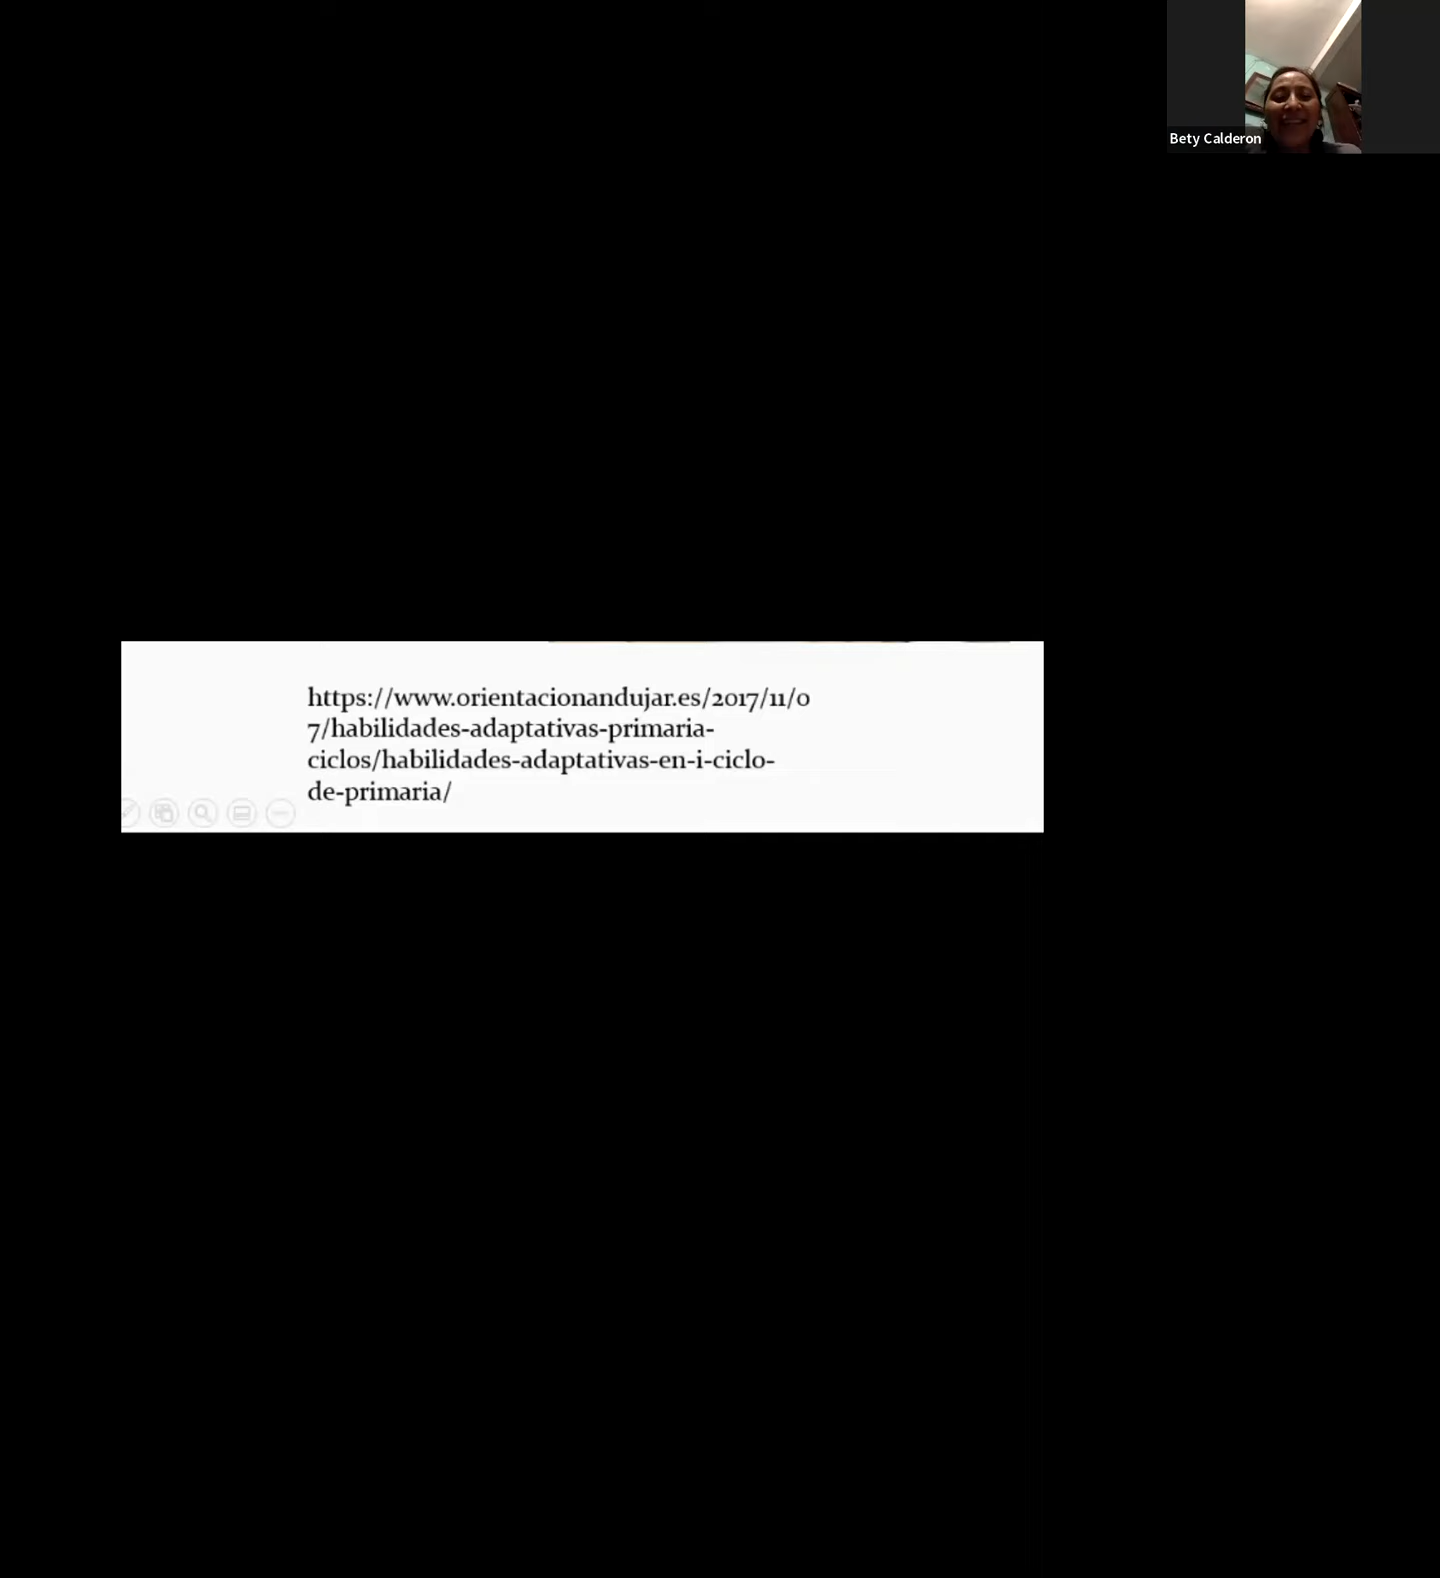 Bety Calderon
https://www.orientacionandujar.es/2017/11/0
7/habilidades-adaptativas-primaria-
ciclos/habilidades-adaptativas-en-i-ciclo-
de-primaria/